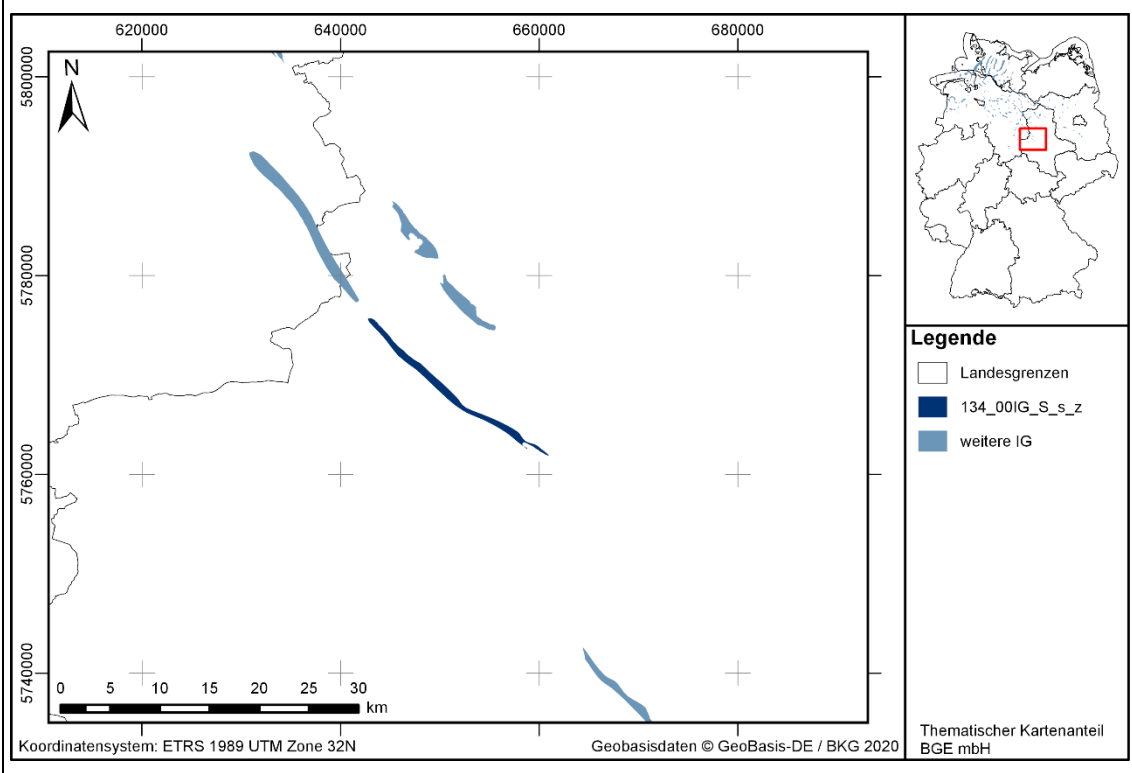 620000 640000 660000 680000
5800000
5780000
5760000
5740000
N
0 5 10 15 20 25 30
km
Koordinatensystem: ETRS 1989 UTM Zone 32N
Geobasisdaten © GeoBasis-DE / BKG 2020
Legende
Landesgrenzen
134_00IG_S_s_z
weitere IG
Thematischer Kartenanteil
BGE mbH